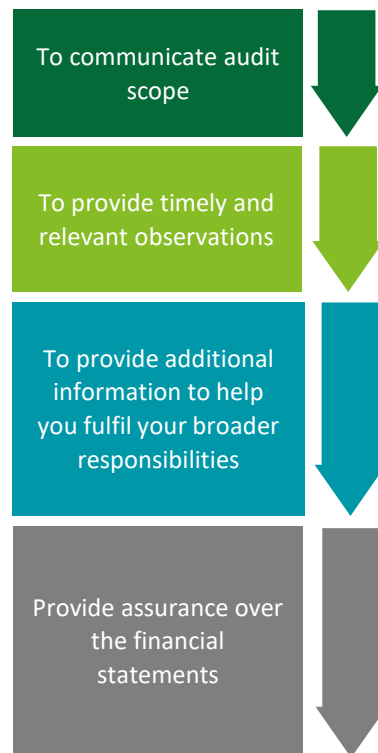 To communicate audit
scope
To provide timely and
relevant observations
To provide additional
information to help
you fulfil your broader
responsibilities
Provide assurance over
the financial
statements